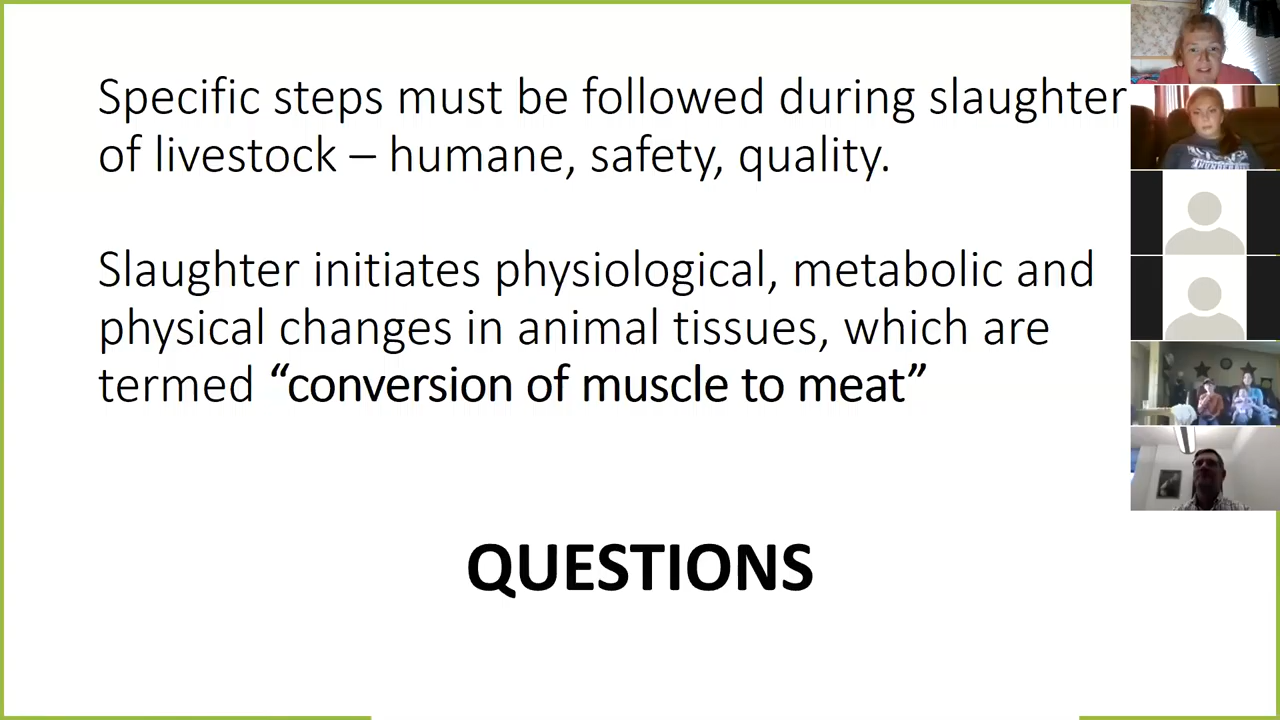 Specific steps must be followed during slaughter
of livestock – humane, safety, quality.
Slaughter initiates physiological, metabolic and
physical changes in animal tissues, which are
termed “conversion of muscle to meat”
QUESTIONS